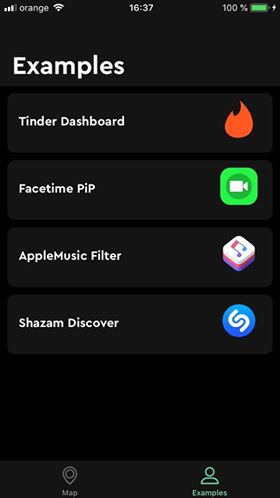 orange 16:37 100 %
Examples
Tinder Dashboard
Facetime PiP
AppleMusic Filter
Shazam Discover
Map Examples